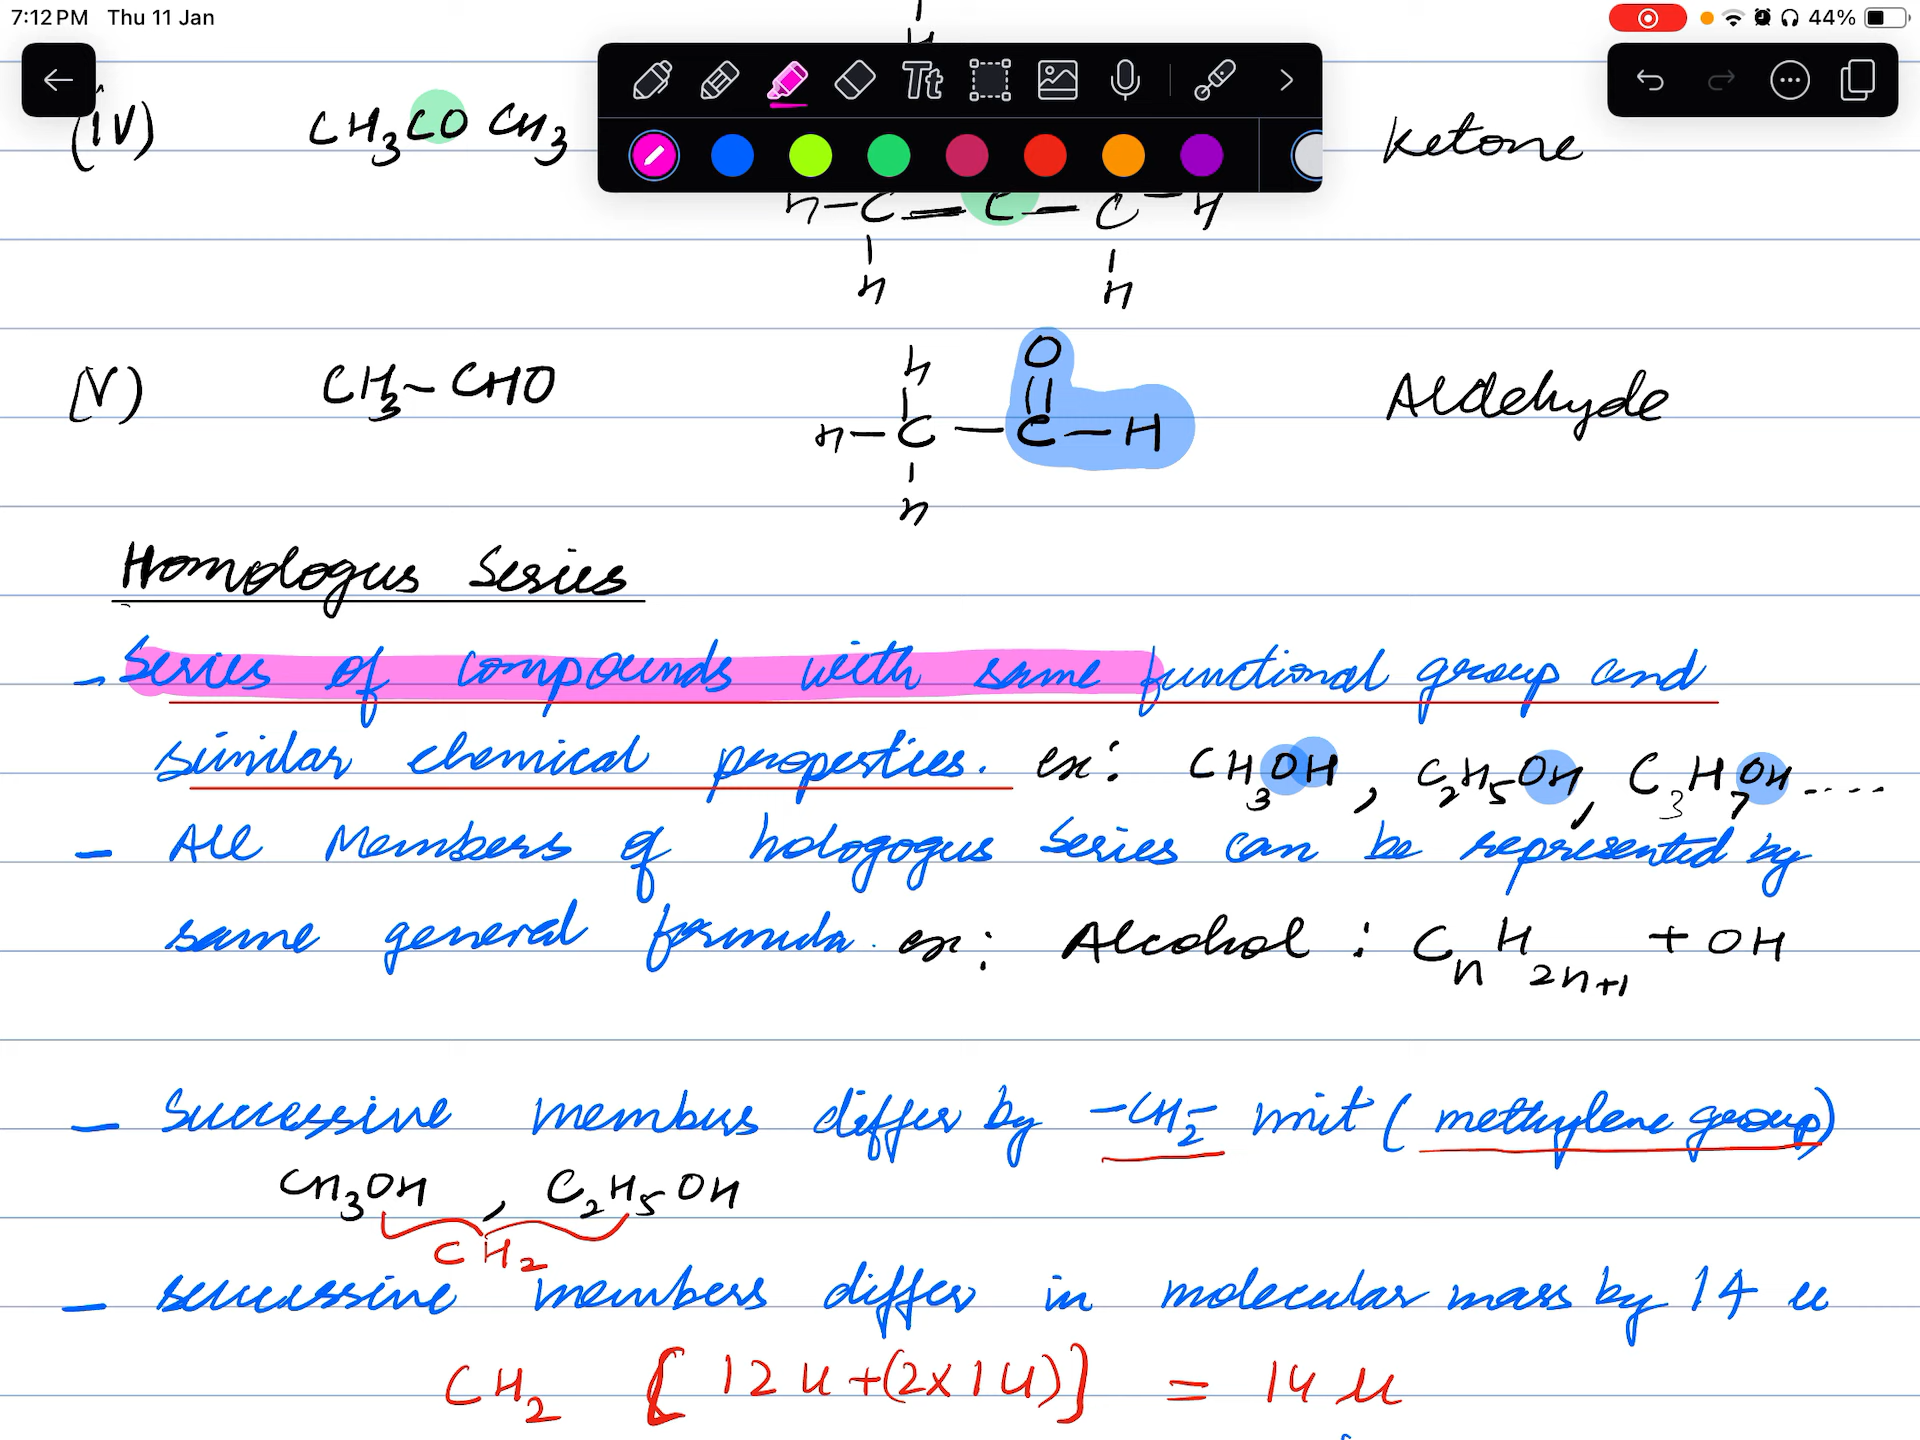 7:12 PM Thu 11 Jan 44%
Tt
(iv) CH3CO CH3 Ketone
H-C-C-C-H
H H
(V) CH3-CHO Aldehyde
H O
H-C-C-H
H
Homologus Series
- Series of compounds with same functional group and
similar chemical properties. ex: CH3OH, C2H5OH, C3H7OH ....
- All Members of hologogus Series can be represented by
same general formula. ex: Alcohol : CnH2n+1 + OH
- Successive members differ by -CH2- unit (methylene group)
CH3OH , C2H5OH
CH2
- successive members differ in molecular mass by 14 u
CH2 [12u+(2x1u)] = 14 u